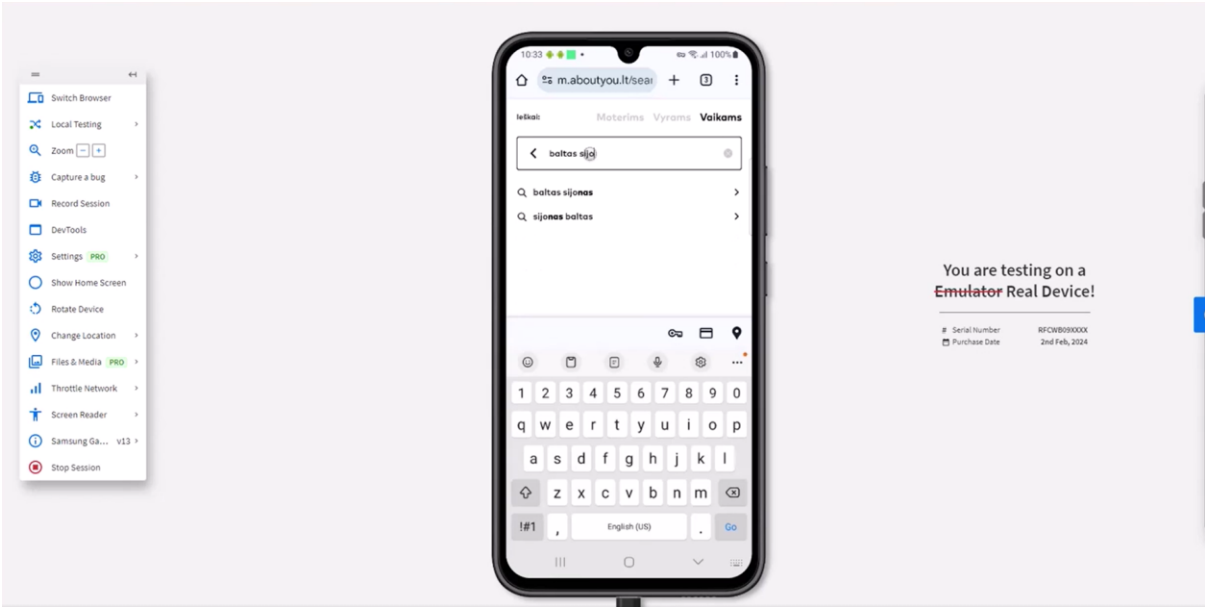 Switch Browser
Local Testing
Zoom - +
Capture a bug
Record Session
DevTools
Settings PRO
Show Home Screen
Rotate Device
Change Location
Files & Media PRO
Throttle Network
Screen Reader
Samsung Ga... v13
Stop Session
10:33 100%
m.aboutyou.lt/sear
3
Ieškai: Moterims Vyrams Vaikams
baltas sijo
baltas sijonas
sijonas baltas
1 2 3 4 5 6 7 8 9 0
q w e r t y u i o p
a s d f g h j k l
z x c v b n m
!#1 , English (US) . Go
You are testing on a
Emulator Real Device!
# Serial Number RFCWB09XXXX
Purchase Date 2nd Feb, 2024